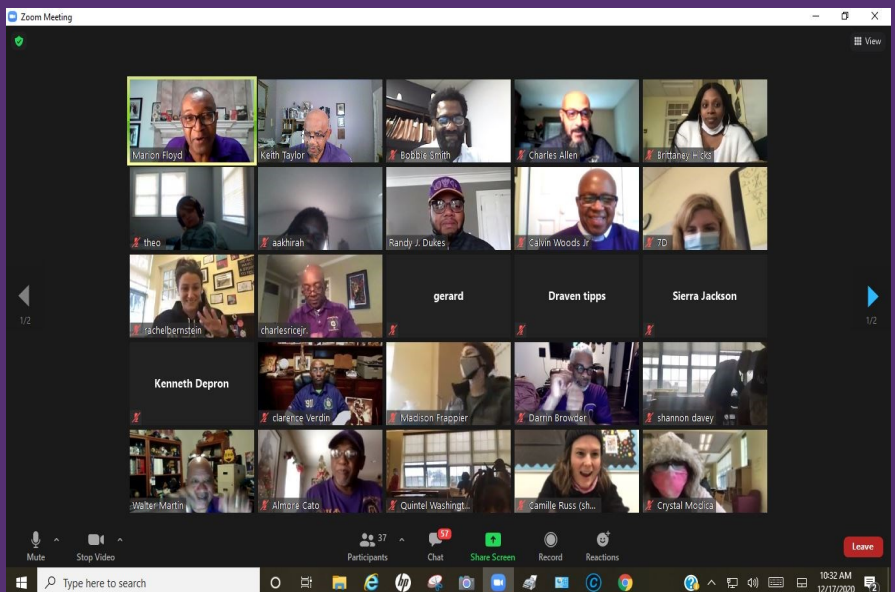 Zoom Meeting
View
Marion Floyd
Keith Taylor
Bobbie Smith
Charles Allen
Brittaney Hicks
theo
aakhirah
Randy J. Dukes
Calvin Woods Jr
7D
rachelbernstein
charlesricejr.
gerard
Draven tipps
Sierra Jackson
1/2
1/2
Kenneth Depron
clarence Verdin
Madison Frappier
Darrin Browder
shannon davey
Walter Martin
Almore Cato
Quintel Washingt...
Camille Russ (sh...
Crystal Modica
Mute
Stop Video
37
Participants
57
Chat
Share Screen
Record
Reactions
Leave
Type here to search
10:32 AM
12/17/2020
2